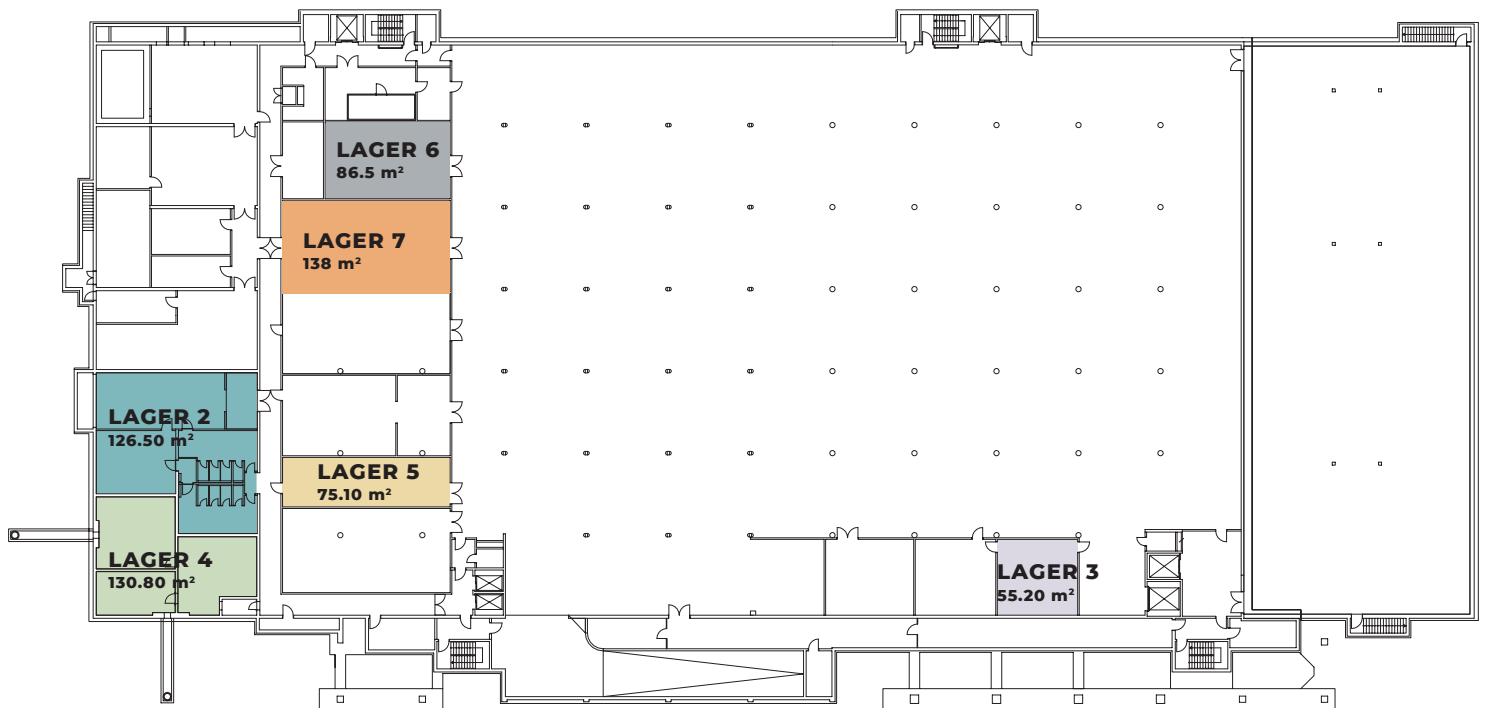 LAGER 6
86.5 m²
LAGER 7
138 m²
LAGER 2
126.50 m²
LAGER 5
75.10 m²
LAGER 4
130.80 m²
LAGER 3
55.20 m²